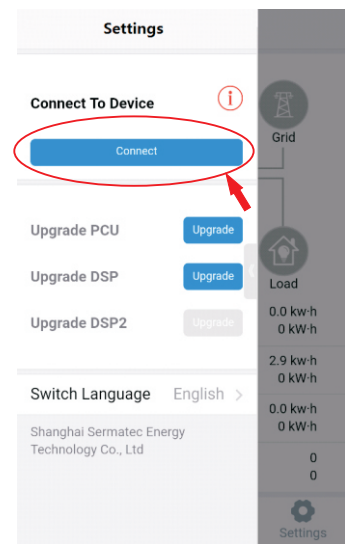 Settings
Connect To Device
i
Connect
Upgrade PCU Upgrade
Upgrade DSP Upgrade
Upgrade DSP2 Upgrade
Switch Language English >
Shanghai Sermatec Energy
Technology Co., Ltd
Grid
Load
0.0 kw·h
0 kW·h
2.9 kw·h
0 kW·h
0.0 kw·h
0 kW·h
0
0
Settings